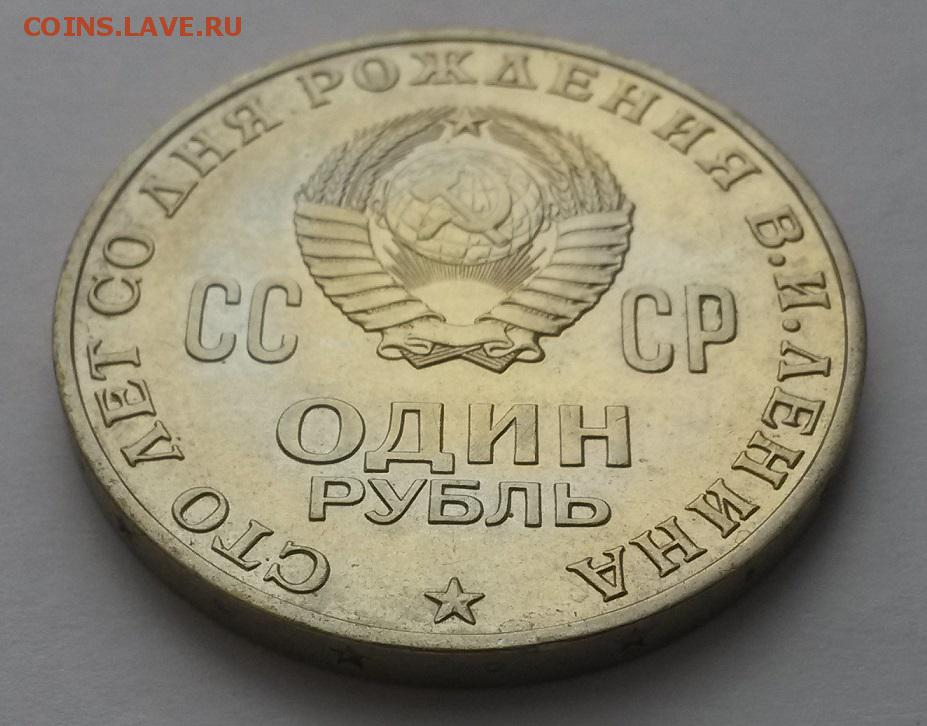 COINS.LAVE.RU
СТО ЛЕТ СО ДНЯ РОЖДЕНИЯ В.И.ЛЕНИНА
СС СР
ОДИН
РУБЛЬ